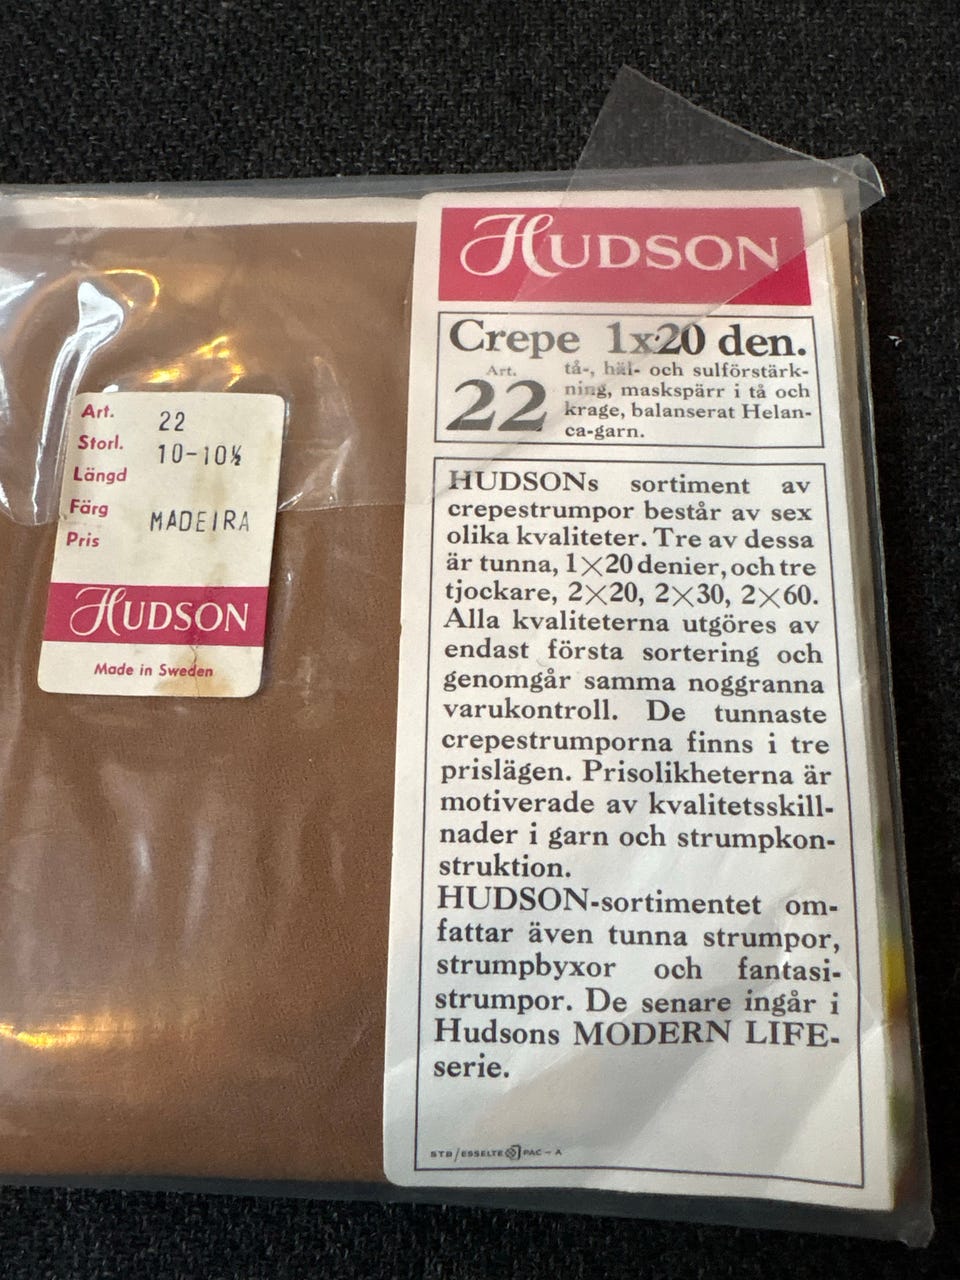 HUDSON
Crepe 1x20 den.
Art.
22
tå-, häl- och sulförstärk-
ning, maskspärr i tå och
krage, balanserat Helan-
ca-garn.
HUDSONs sortiment av
crepestrumpor består av sex
olika kvaliteter. Tre av dessa
är tunna, 1×20 denier, och tre
tjockare, 2×20, 2×30, 2×60.
Alla kvaliteterna utgöres av
endast första sortering och
genomgår samma noggranna
varukontroll. De tunnaste
crepestrumporna finns i tre
prislägen. Prisolikheterna är
motiverade av kvalitetsskill-
nader i garn och strumpkon-
struktion.
HUDSON-sortimentet om-
fattar även tunna strumpor,
strumpbyxor och fantasi-
strumpor. De senare ingår i
Hudsons MODERN LIFE-
serie.
STB/ESSELTE PAC-A
Art. 22
Storl. 10-10½
Längd
Färg MADEIRA
Pris
HUDSON
Made in Sweden